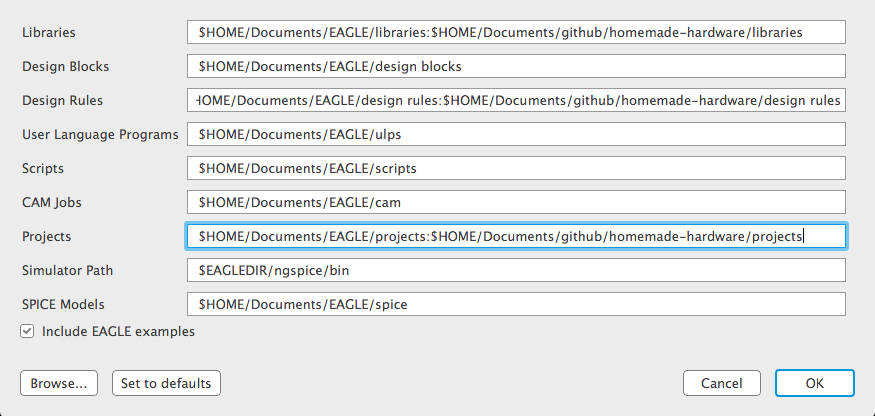 Libraries $HOME/Documents/EAGLE/libraries:$HOME/Documents/github/homemade-hardware/libraries
Design Blocks $HOME/Documents/EAGLE/design blocks
Design Rules HOME/Documents/EAGLE/design rules:$HOME/Documents/github/homemade-hardware/design rules
User Language Programs $HOME/Documents/EAGLE/ulps
Scripts $HOME/Documents/EAGLE/scripts
CAM Jobs $HOME/Documents/EAGLE/cam
Projects $HOME/Documents/EAGLE/projects:$HOME/Documents/github/homemade-hardware/projects
Simulator Path $EAGLEDIR/ngspice/bin
SPICE Models $HOME/Documents/EAGLE/spice
Include EAGLE examples
Browse... Set to defaults Cancel OK